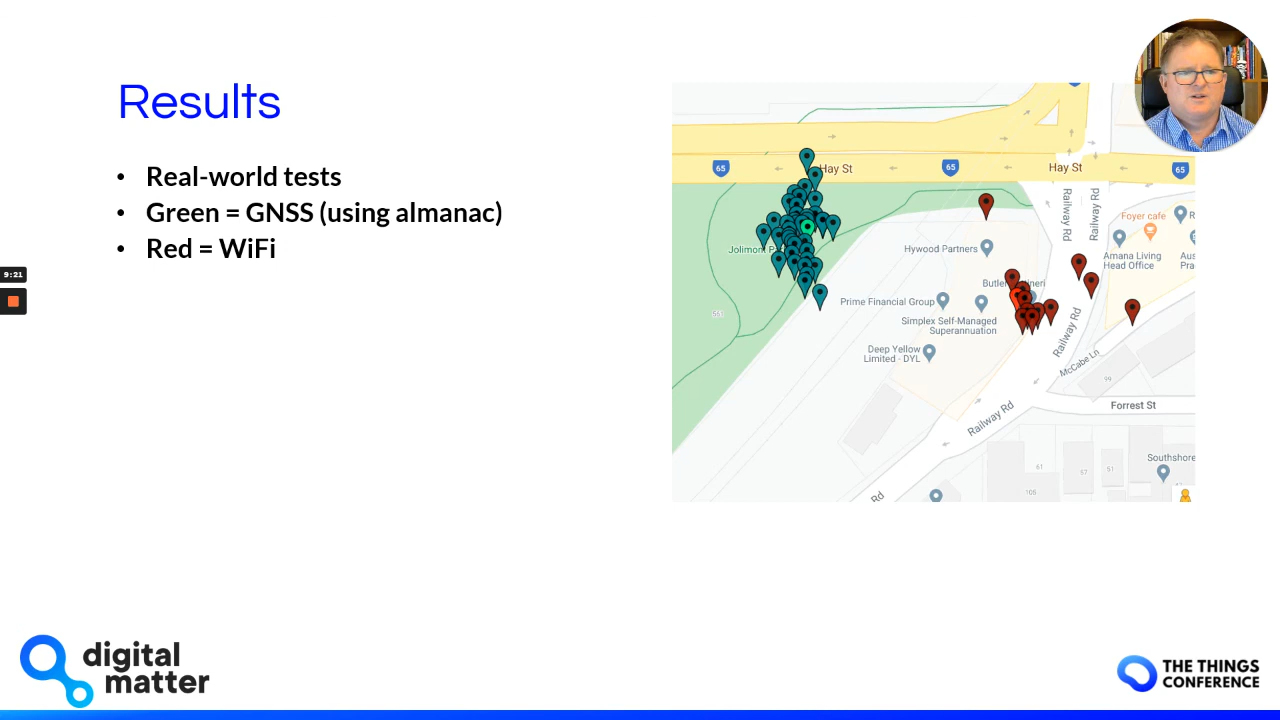 Results
• Real-world tests
• Green = GNSS (using almanac)
• Red = WiFi
9:21
65
Hay St
65
Hay St
65
Railway Rd
Railway Rd
Foyer cafe
R
Hywood Partners
Amana Living
Head Office
Aus
Pra
Prime Financial Group
Simplex Self-Managed
Superannuation
Deep Yellow
Limited - DYL
Railway Rd
McCabe Ln
99
Forrest St
Railway Rd
61
57
51
Southshore
105
Rd
digital
matter
THE THINGS
CONFERENCE